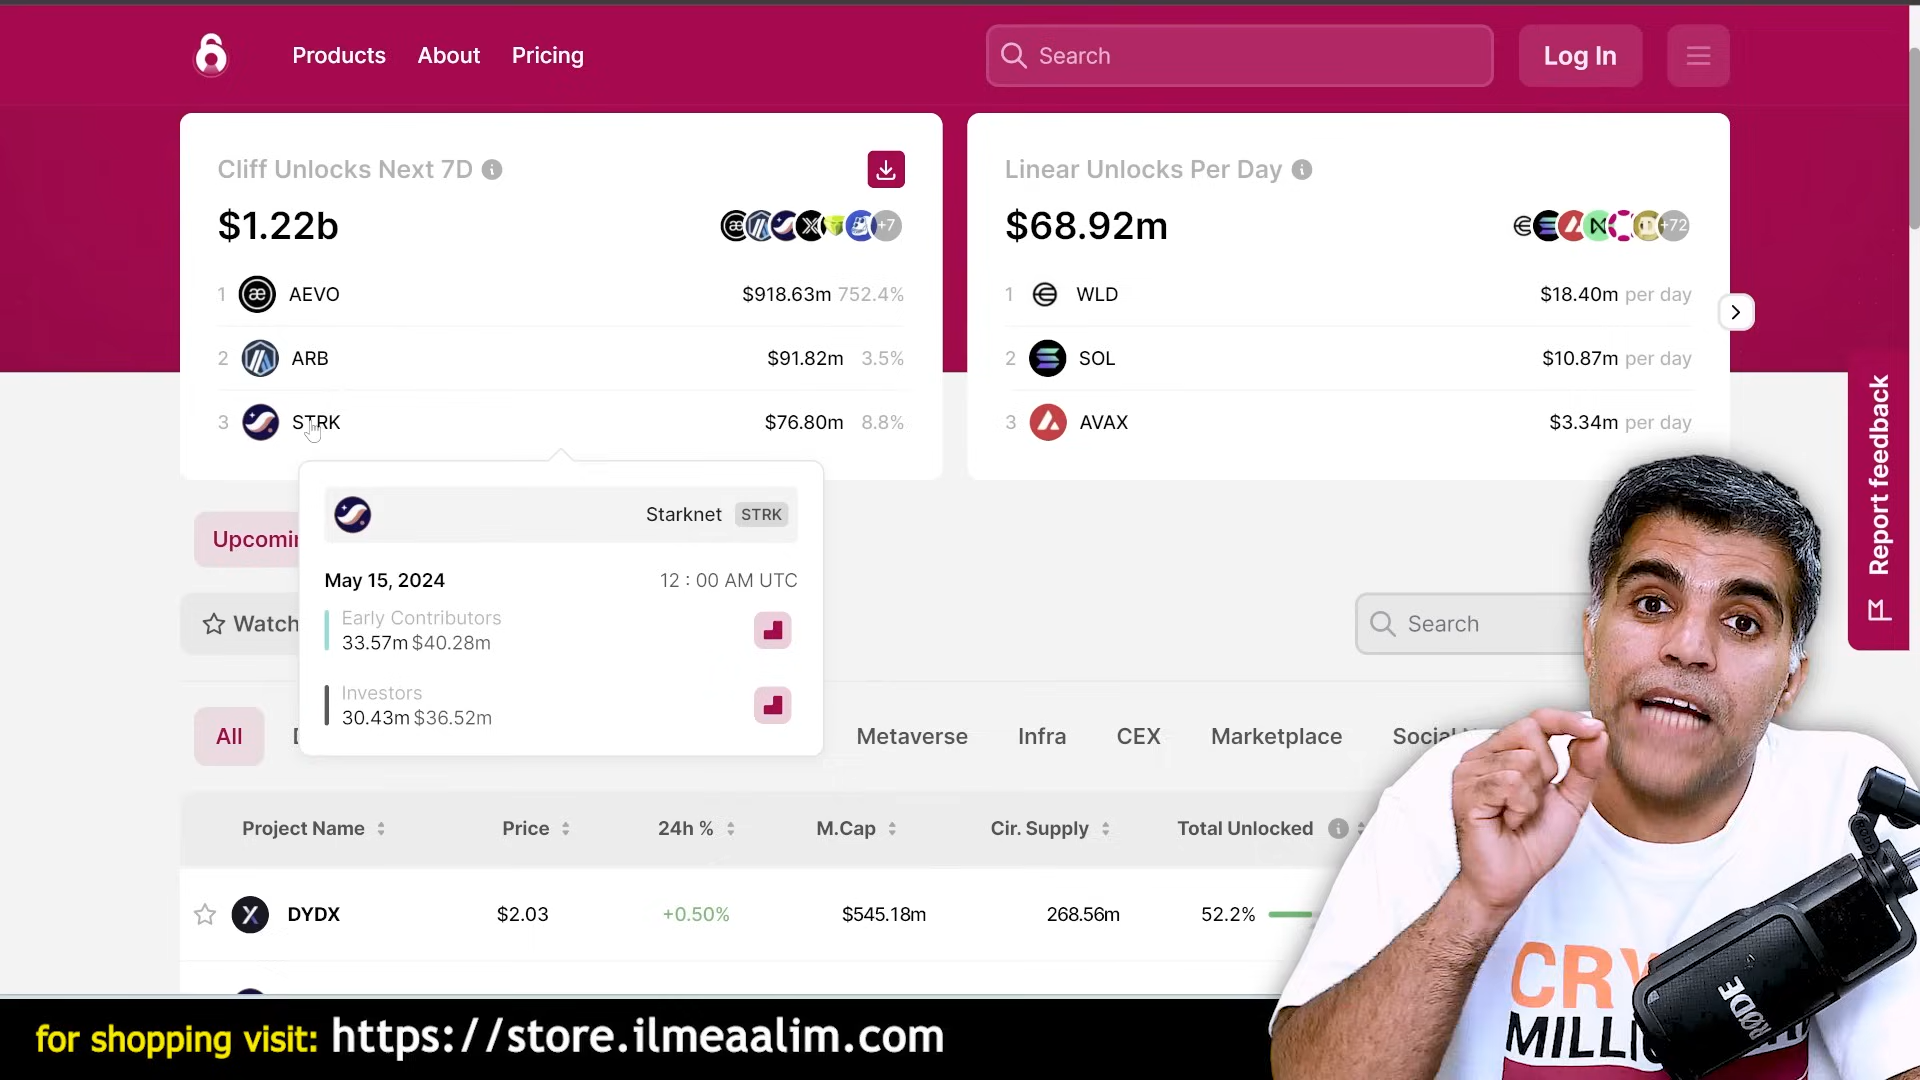 Products About Pricing Search Log In
Cliff Unlocks Next 7D
$1.22b +7
1 AEVO $918.63m 752.4%
2 ARB $91.82m 3.5%
3 STRK $76.80m 8.8%
Linear Unlocks Per Day
$68.92m +72
1 WLD $18.40m per day
2 SOL $10.87m per day
3 AVAX $3.34m per day
Report feedback
Starknet STRK
May 15, 2024 12 : 00 AM UTC
Early Contributors
33.57m $40.28m
Investors
30.43m $36.52m
Search
All Metaverse Infra CEX Marketplace
Project Name Price 24h % M.Cap Cir. Supply Total Unlocked
DYDX $2.03 +0.50% $545.18m 268.56m 52.2%
RØDE
for shopping visit: https://store.ilmeaalim.com